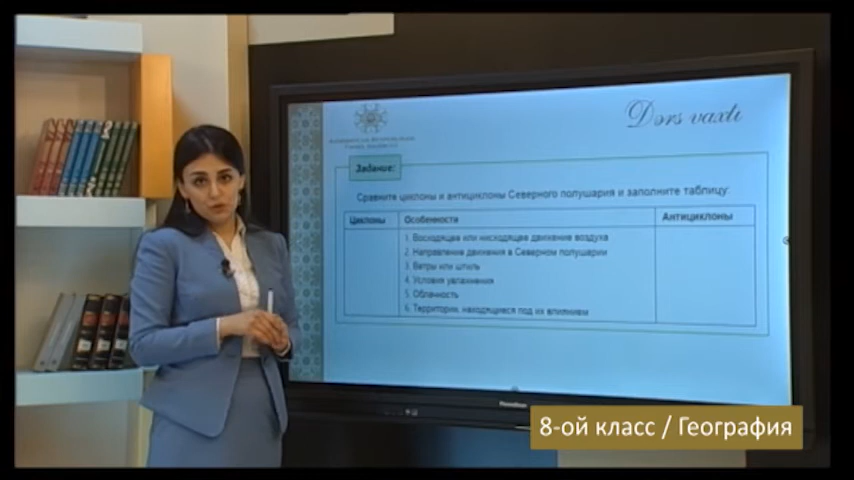 Dərs vaxtı
Задание:
Сравните циклоны и антициклоны Северного полушария и заполните таблицу:
Циклоны
Особенности
Антициклоны
1. Восходящее или нисходящее движение воздуха
2. Направление движения в Северном полушарии
3. Ветры или штиль
4. Условия увлажнения
5. Облачность
6. Территории, находящиеся под их влиянием
8-ой класс / География